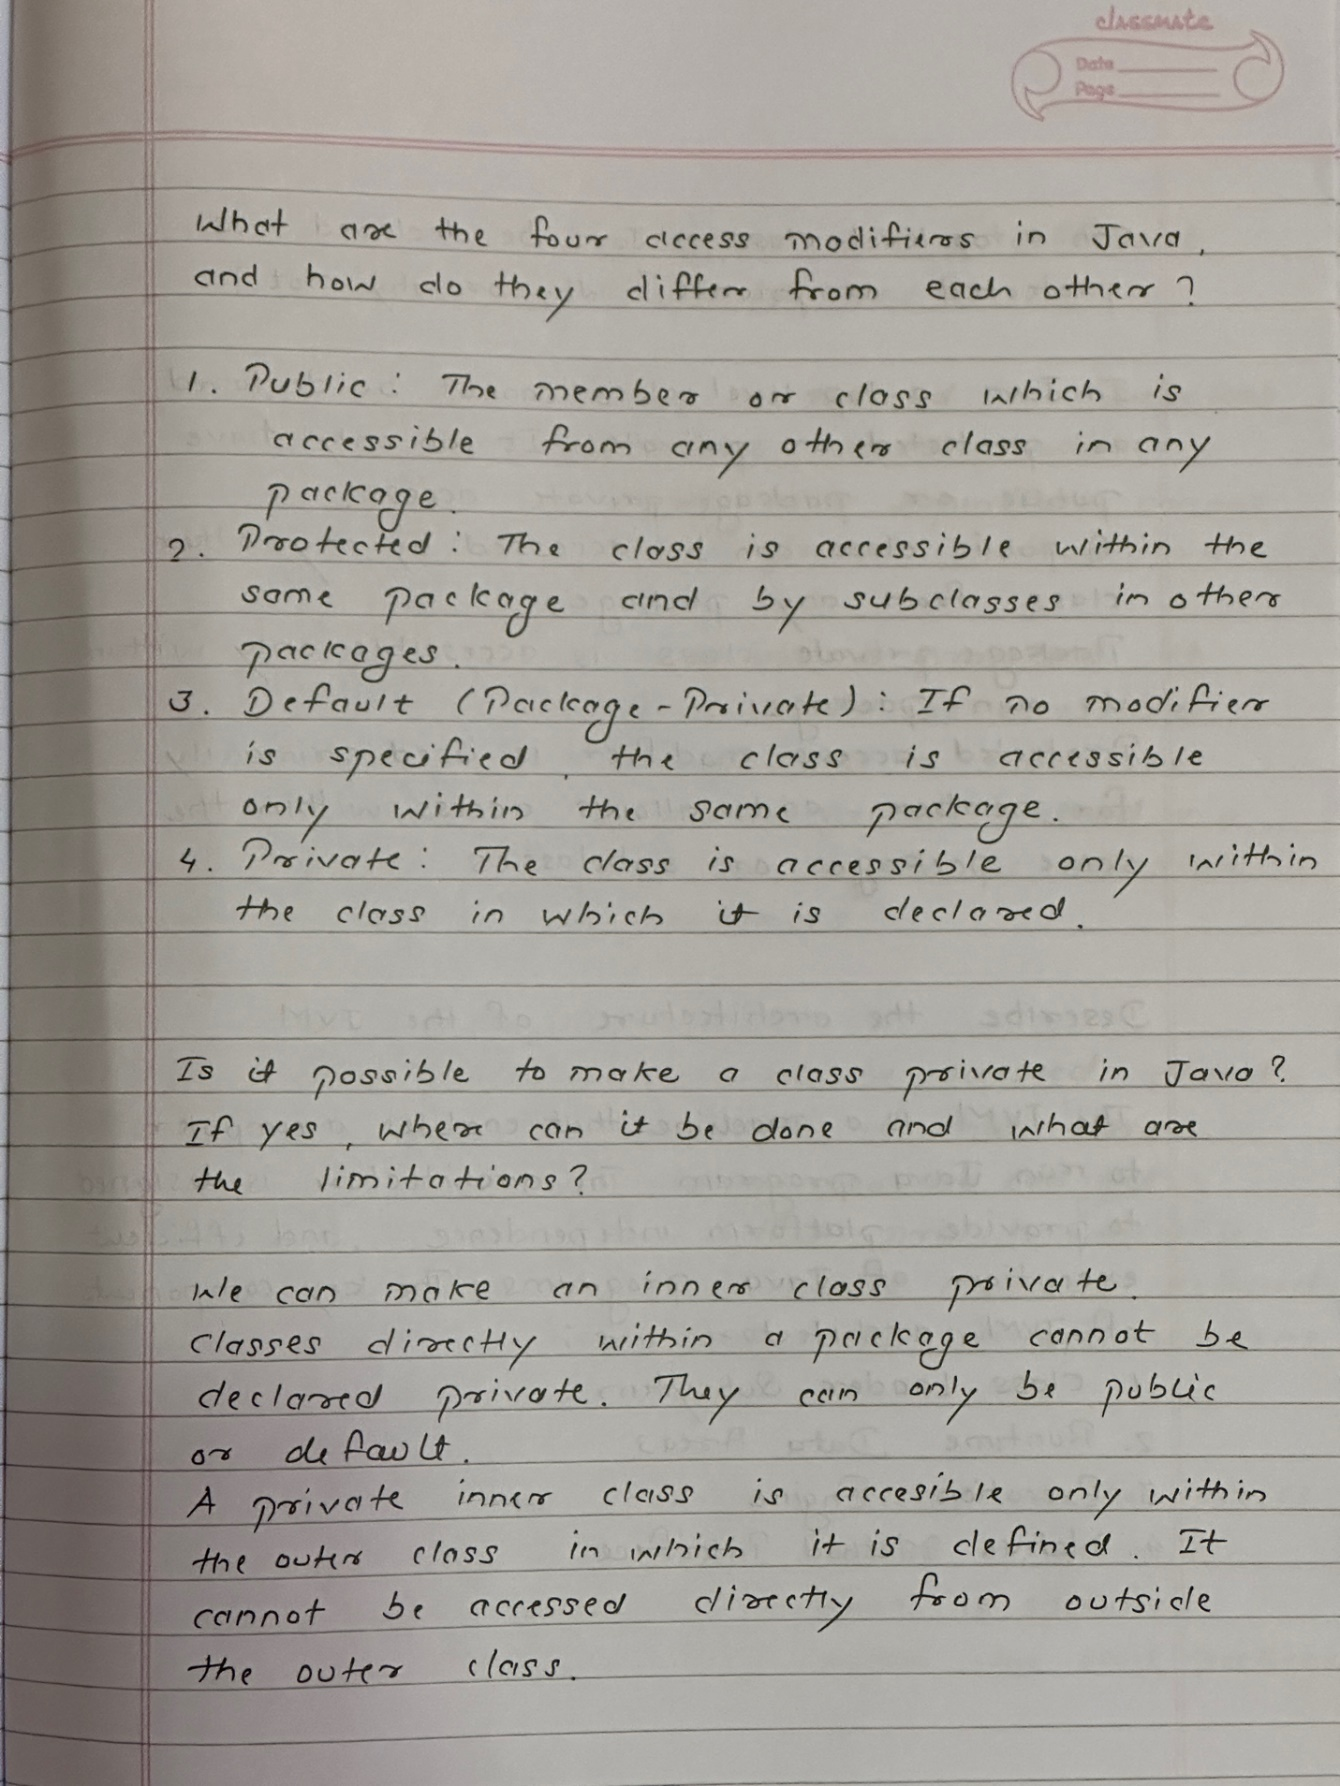 classmate
Date
Page
What are the four access modifiers in Java,
and how do they differ from each other?
1. Public: The member or class which is
accessible from any other class in any
package.
2. Protected: The class is accessible within the
same package and by subclasses in other
packages.
3. Default (Package-Private): If no modifier
is specified, the class is accessible
only within the same package.
4. Private: The class is accessible only within
the class in which it is declared.
Is it possible to make a class private in Java?
If yes, where can it be done and what are
the limitations?
We can make an inner class private.
Classes directly within a package cannot be
declared private. They can only be public
or default.
A private inner class is accesible only within
the outer class in which it is defined. It
cannot be accessed directly from outside
the outer class.